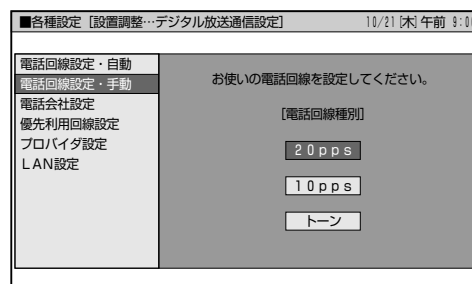 ■各種設定［設置調整…デジタル放送通信設定］ 10/21［木］午前 9:00
電話回線設定・自動
電話回線設定・手動
電話会社設定
優先利用回線設定
プロバイダ設定
ＬＡＮ設定
お使いの電話回線を設定してください。
［電話回線種別］
２０ｐｐｓ
１０ｐｐｓ
トーン